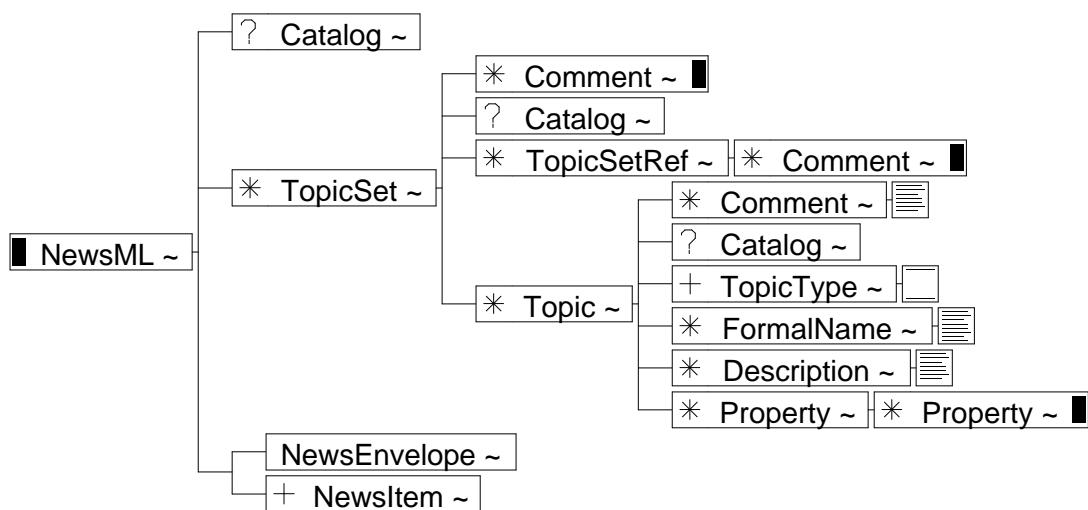 ? Catalog ~
* Comment ~
? Catalog ~
* TopicSetRef ~ * Comment ~
* TopicSet ~
* Comment ~
? Catalog ~
NewsML ~
+ TopicType ~
* Topic ~
* FormalName ~
* Description ~
* Property ~ * Property ~
NewsEnvelope ~
+ NewsItem ~